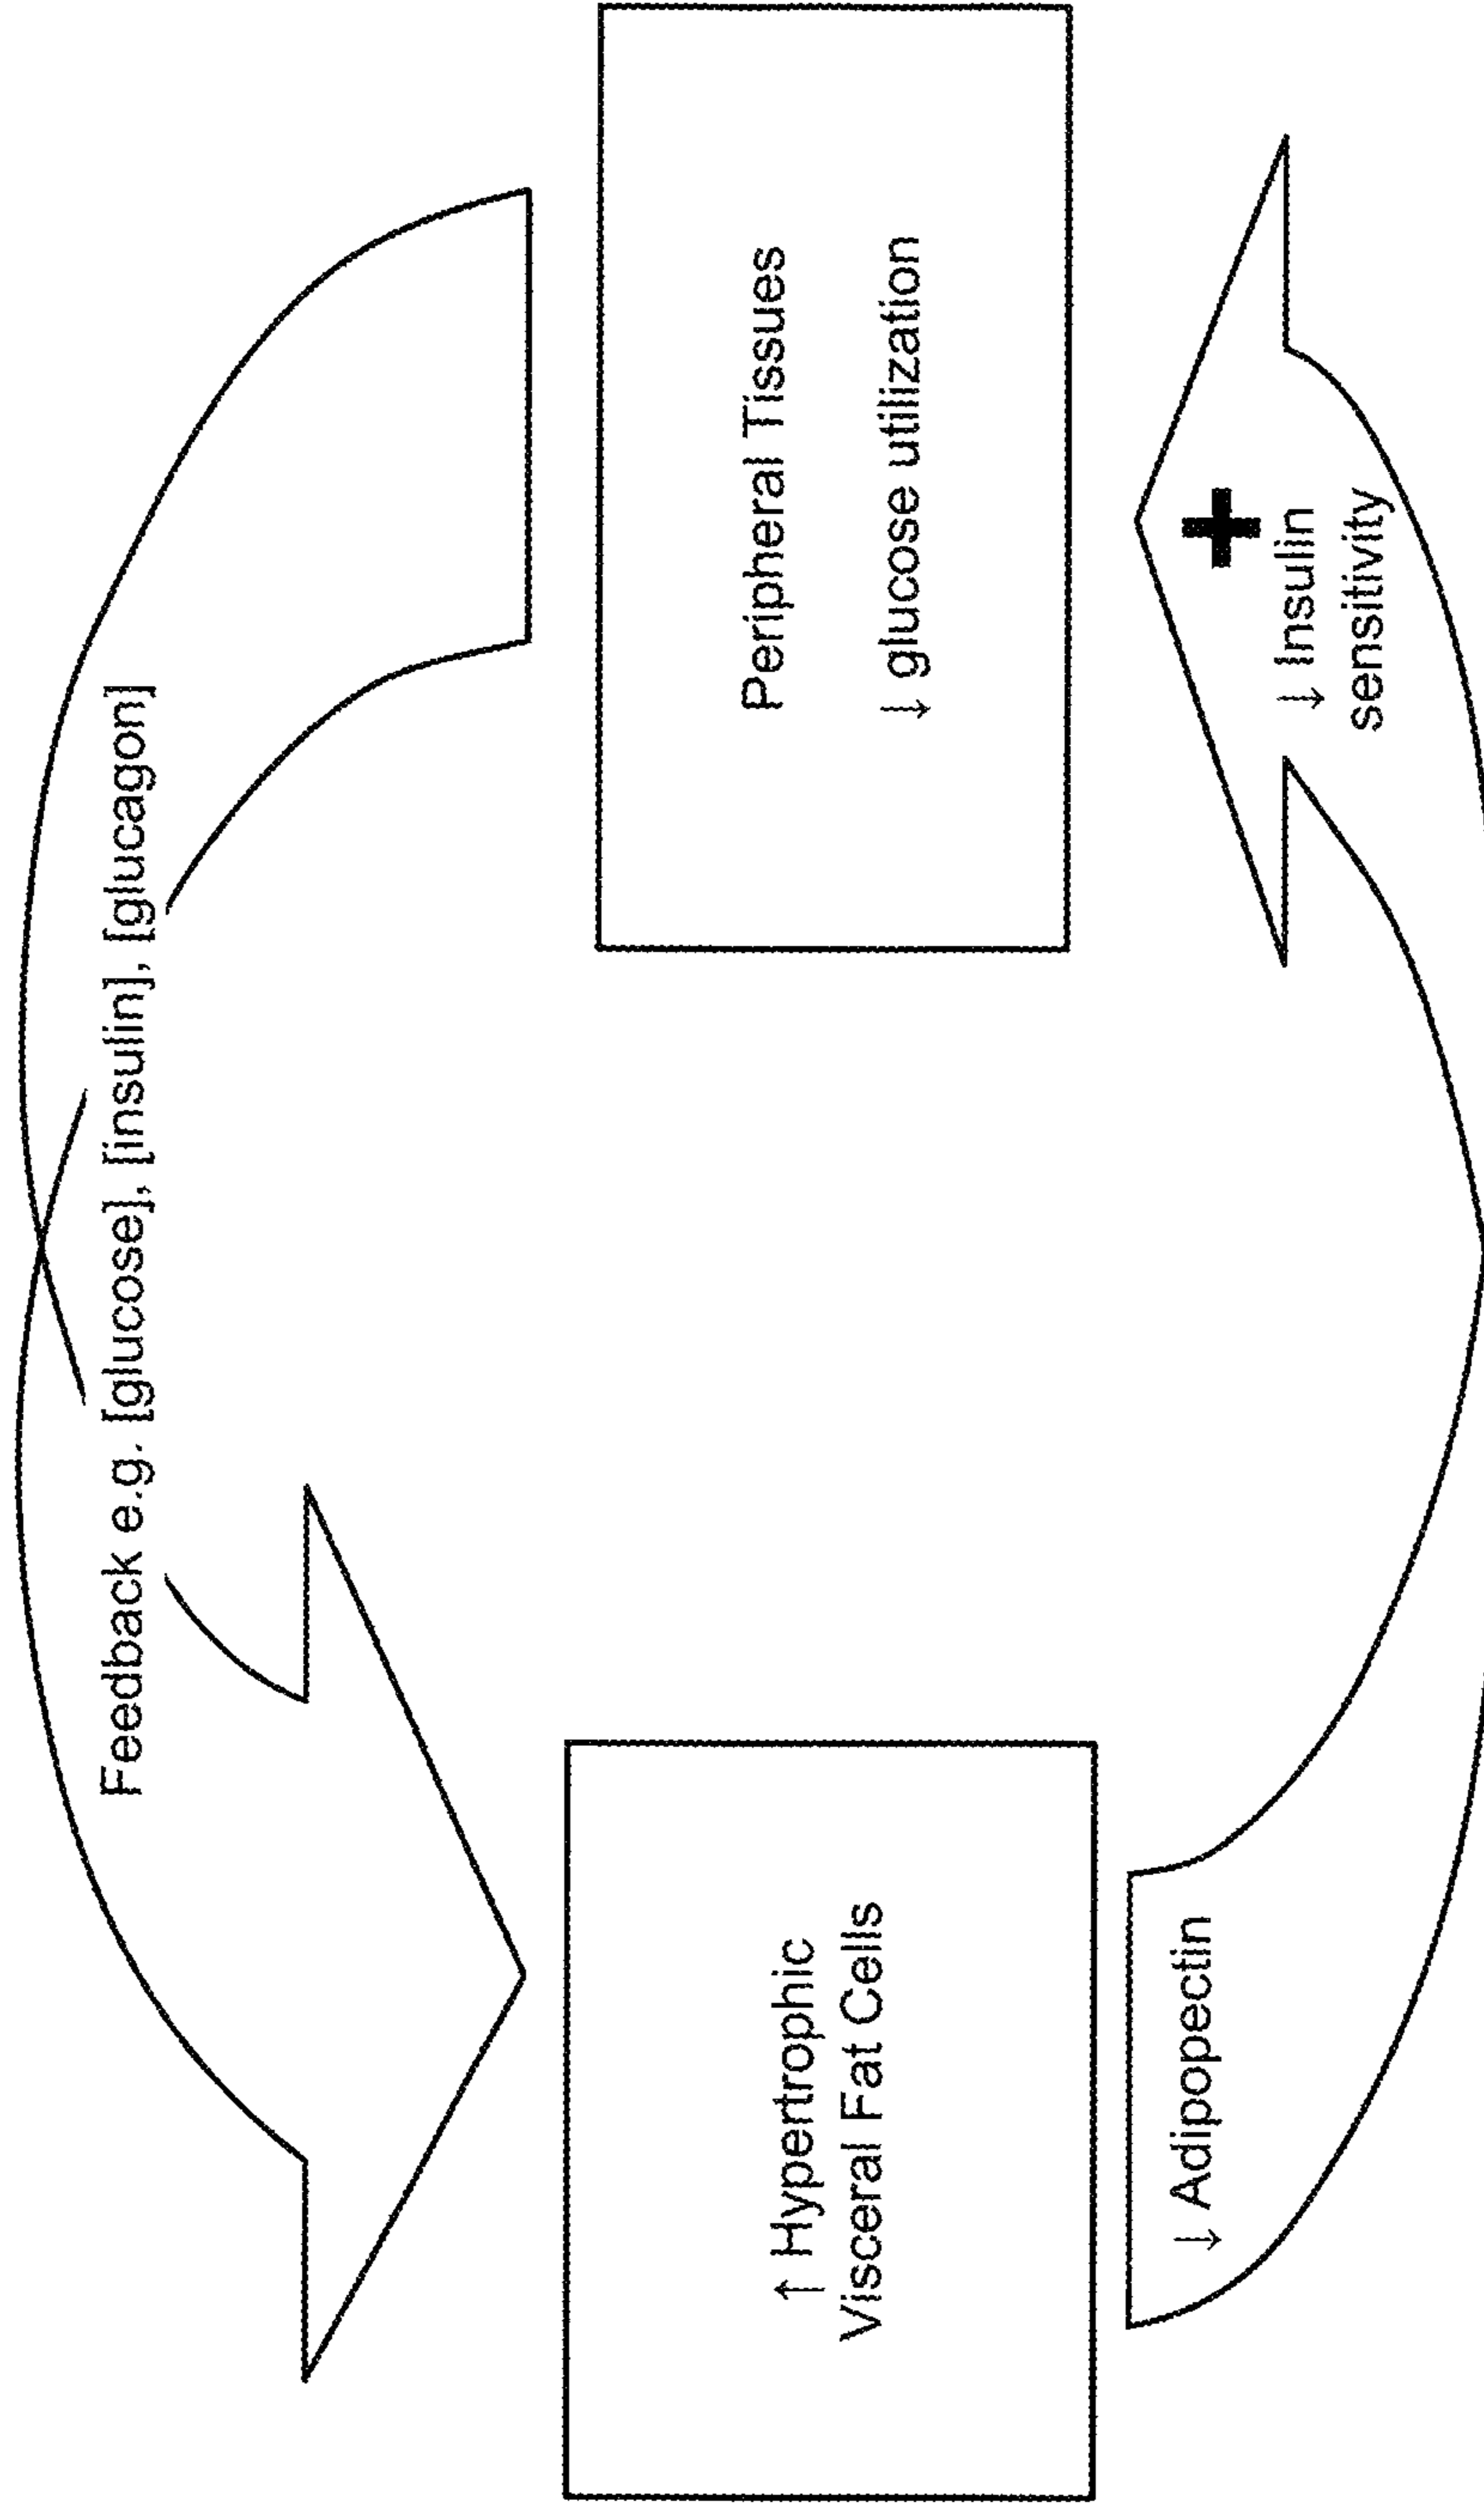 Feedback e.g. [glucose], [insulin], [glucagon]
↑ Hypertrophic
Visceral Fat Cells
Peripheral Tissues
↓ glucose utilization
↓ Adipopectin
+
↓ Insulin
sensitivity